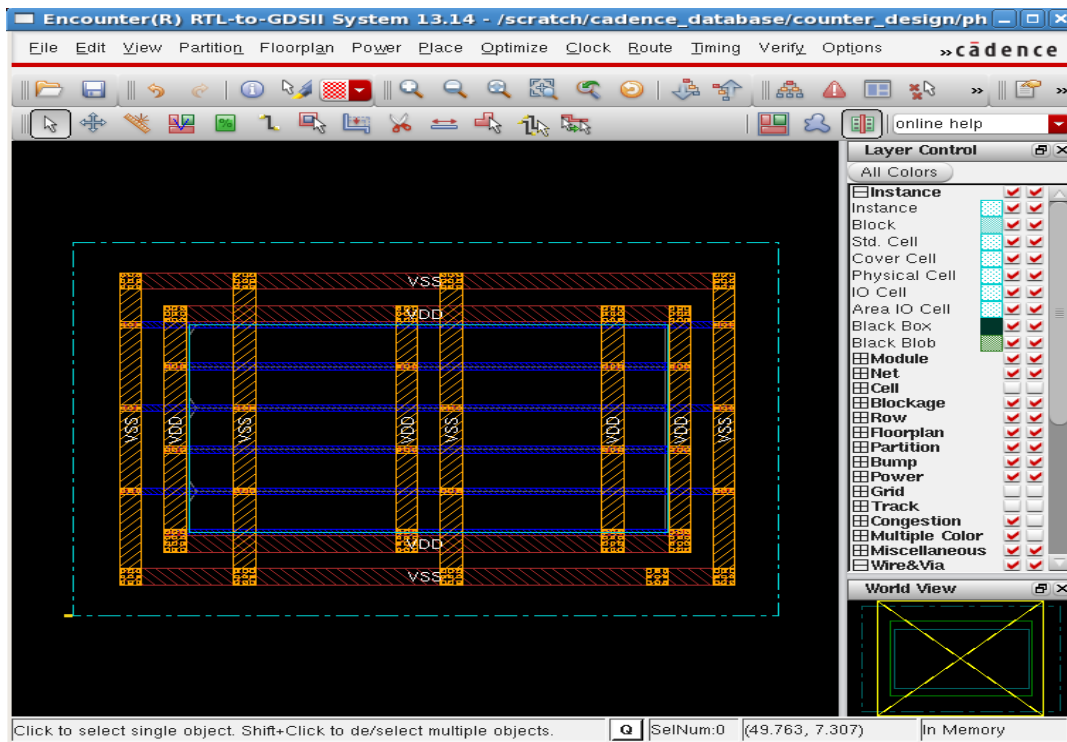 Encounter(R) RTL-to-GDSII System 13.14 - /scratch/cadence_database/counter_design/ph
File Edit View Partition Floorplan Power Place Optimize Clock Route Timing Verify Options »cādence
» »
online help
Layer Control
All Colors
Instance
Instance
Block
Std. Cell
Cover Cell
Physical Cell
IO Cell
Area IO Cell
Black Box
Black Blob
Module
Net
Cell
Blockage
Row
Floorplan
Partition
Bump
Power
Grid
Track
Congestion
Multiple Color
Miscellaneous
Wire&Via
VSS
VDD
VSS
VDD
VSS
VDD
VSS
VDD
VDD
VSS
VDD
VSS
World View
Click to select single object. Shift+Click to de/select multiple objects. Q SelNum:0 (49.763, 7.307) In Memory